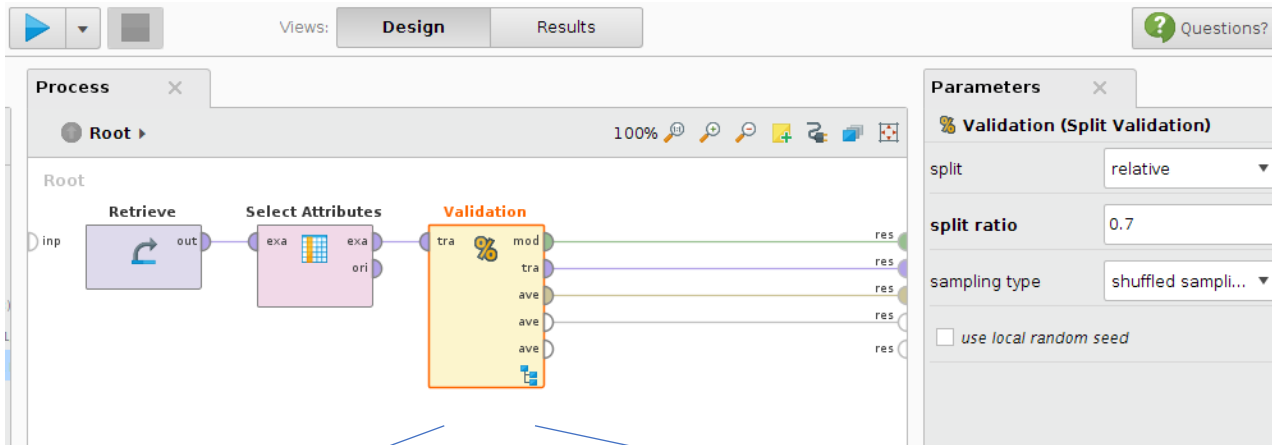 Views:
Design
Results
Questions?
Process
Root
100%
Root
Retrieve
inp
out
Select Attributes
exa
exa
ori
Validation
tra
%
mod
tra
ave
ave
ave
res
res
res
res
res
Parameters
% Validation (Split Validation)
split
relative
split ratio
0.7
sampling type
shuffled sampli...
use local random seed